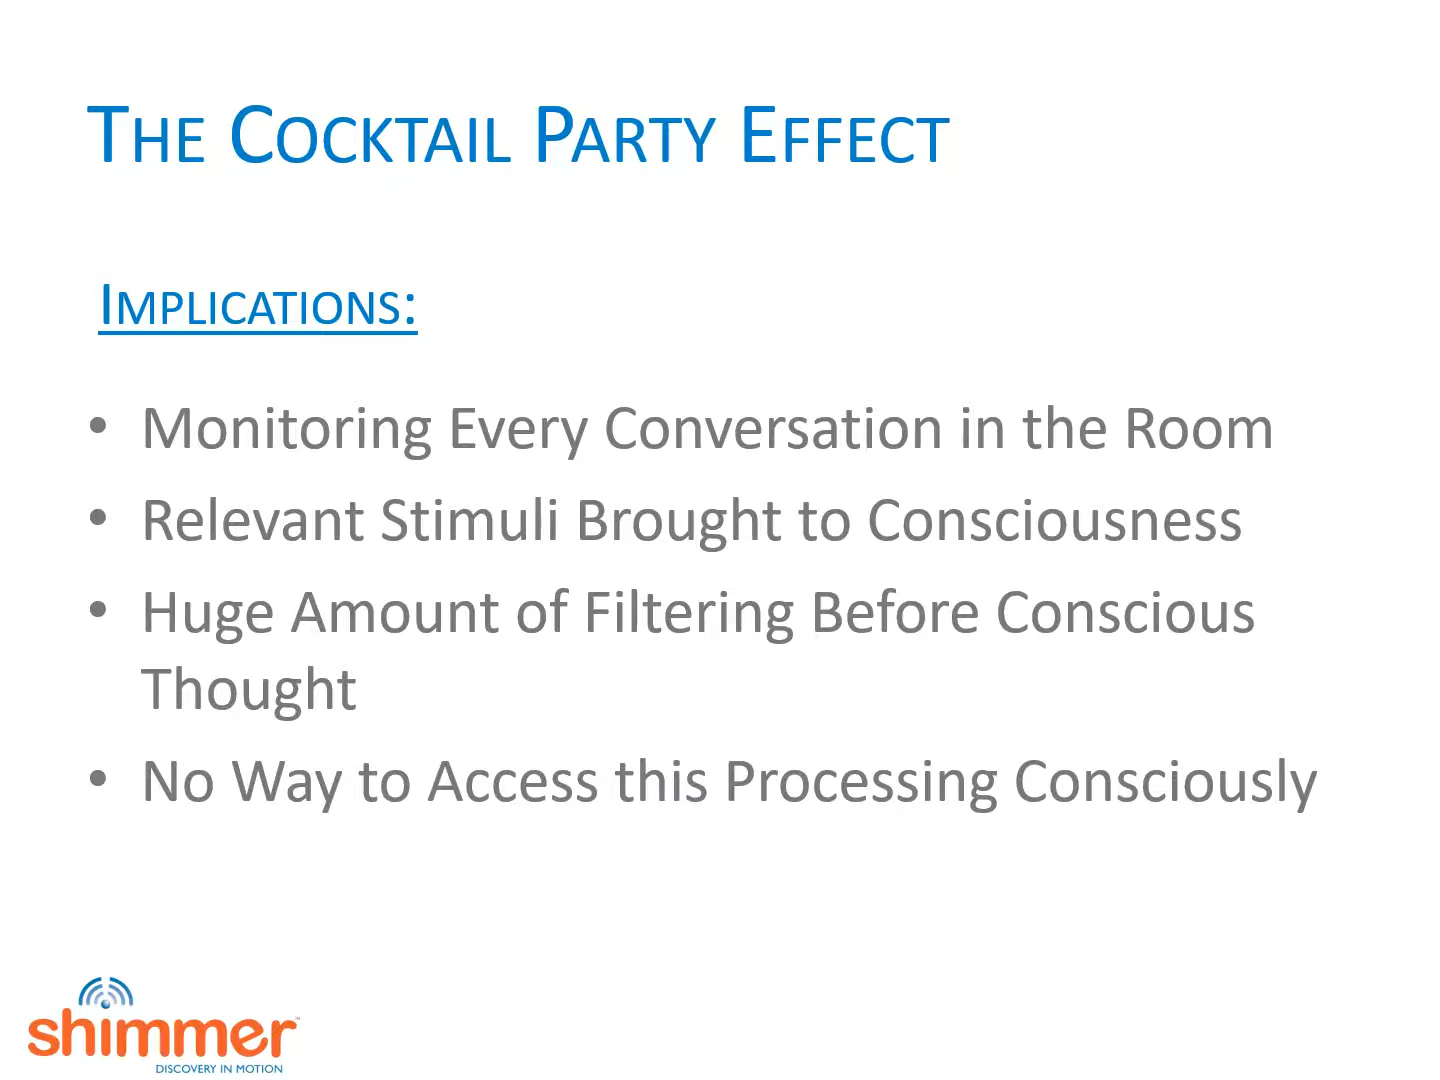 THE COCKTAIL PARTY EFFECT
IMPLICATIONS:
• Monitoring Every Conversation in the Room
• Relevant Stimuli Brought to Consciousness
• Huge Amount of Filtering Before Conscious
Thought
• No Way to Access this Processing Consciously
shimmer™
DISCOVERY IN MOTION